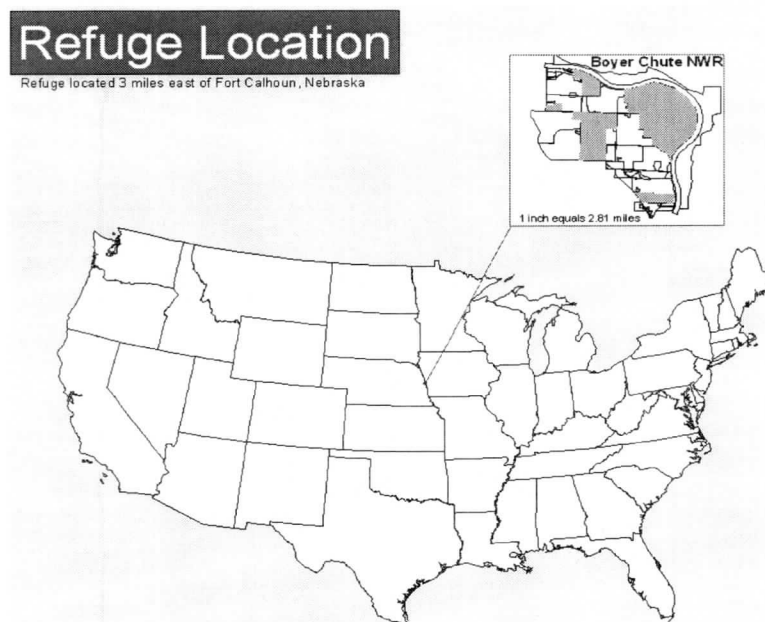 Refuge Location
Refuge located 3 miles east of Fort Calhoun, Nebraska
Boyer Chute NWR
1 inch equals 2.81 miles